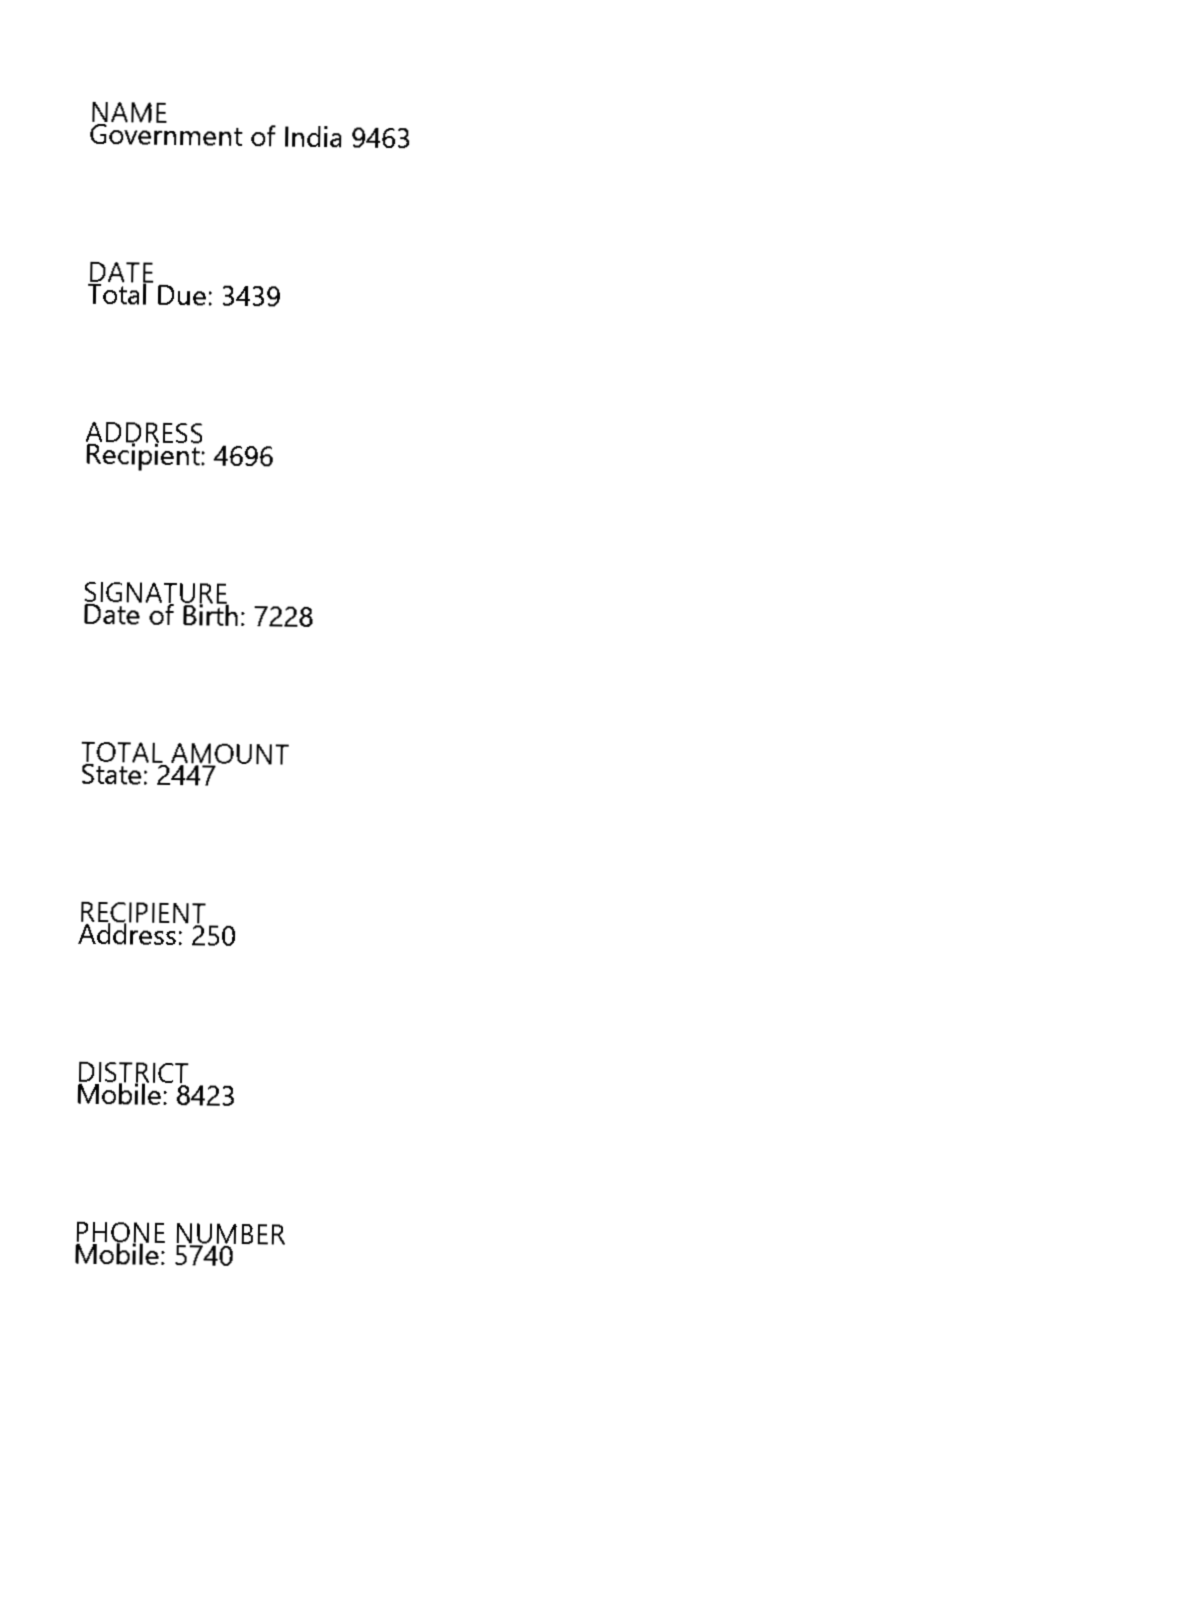 NAME
Government of India 9463
DATE
Total Due: 3439
ADDRESS
Recipient: 4696
SIGNATURE
Date of Birth: 7228
TOTAL AMOUNT
State: 2447
RECIPIENT
Address: 250
DISTRICT
Mobile: 8423
PHONE NUMBER
Mobile: 5740